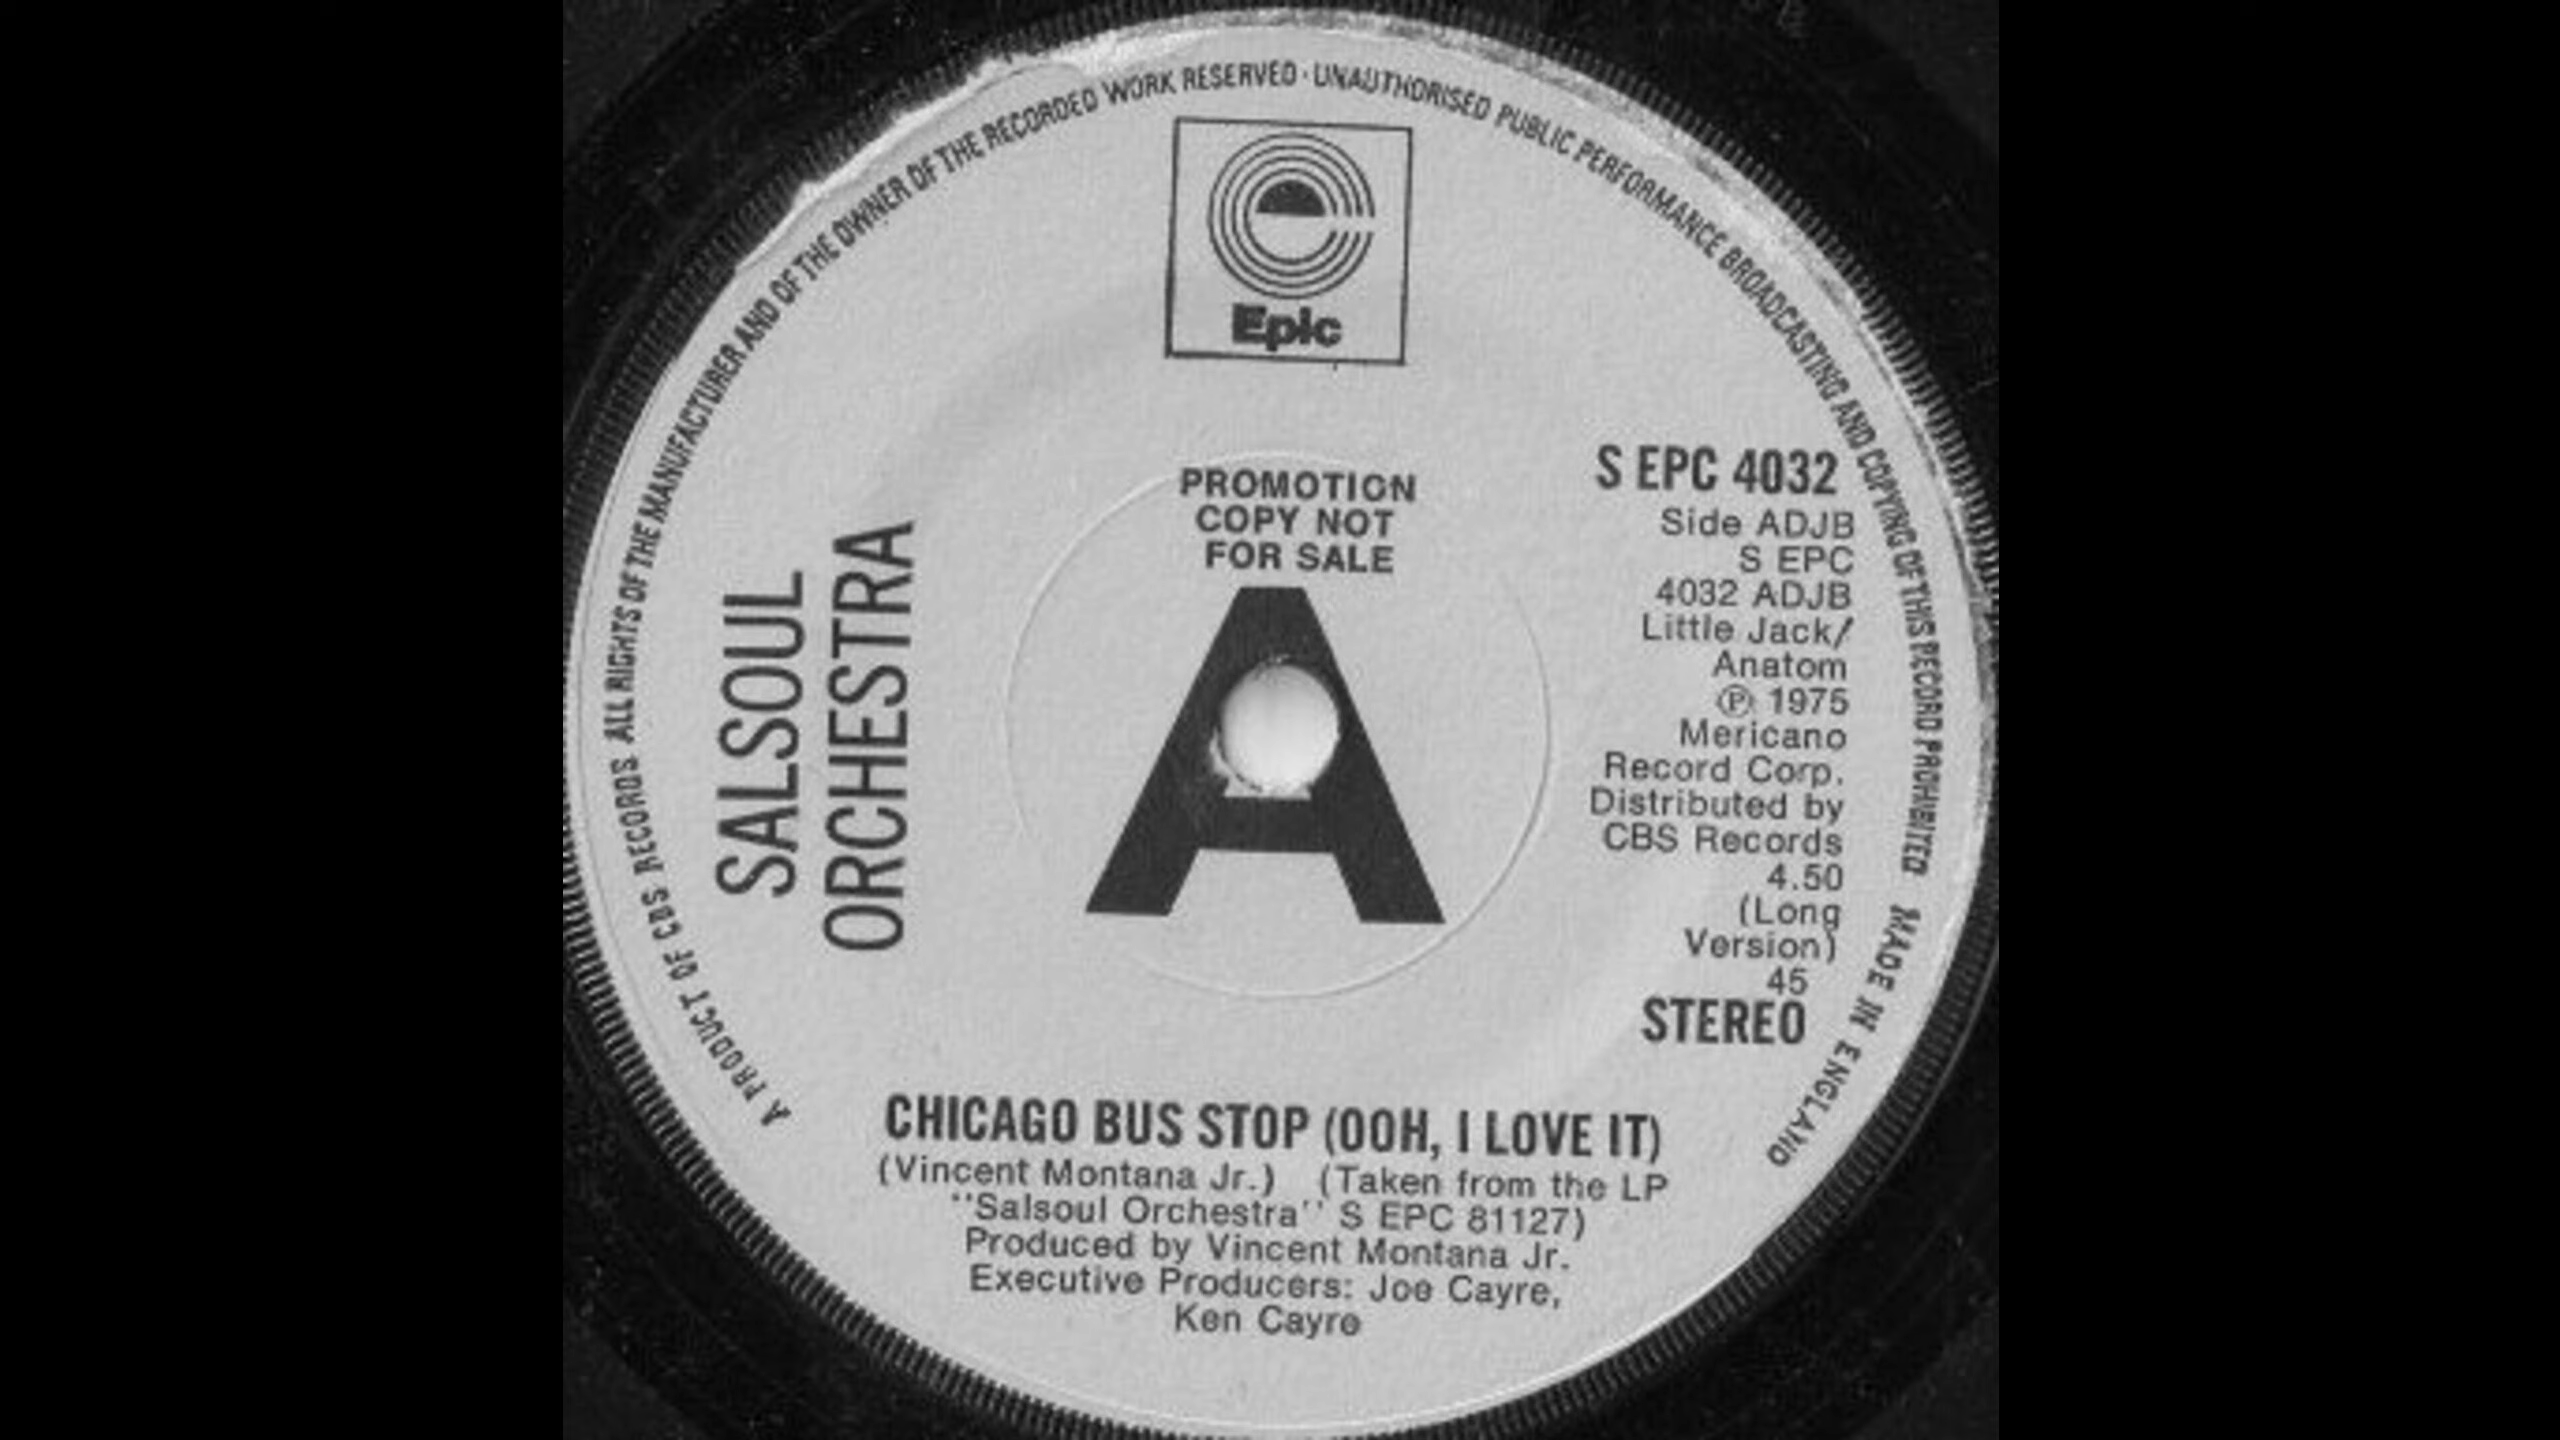 A PRODUCT OF CBS RECORDS. ALL RIGHTS OF THE MANUFACTURER AND OF THE OWNER OF THE RECORDED WORK RESERVED · UNAUTHORISED PUBLIC PERFORMANCE BROADCASTING AND COPYING OF THIS RECORD PROHIBITED MADE IN ENGLAND
Epic
PROMOTION
COPY NOT
FOR SALE
A
SALSOUL
ORCHESTRA
S EPC 4032
Side ADJB
S EPC
4032 ADJB
Little Jack/
Anatom
℗ 1975
Mericano
Record Corp.
Distributed by
CBS Records
4.50
(Long
Version)
45
STEREO
CHICAGO BUS STOP (OOH, I LOVE IT)
(Vincent Montana Jr.) (Taken from the LP
''Salsoul Orchestra'' S EPC 81127)
Produced by Vincent Montana Jr.
Executive Producers: Joe Cayre,
Ken Cayre